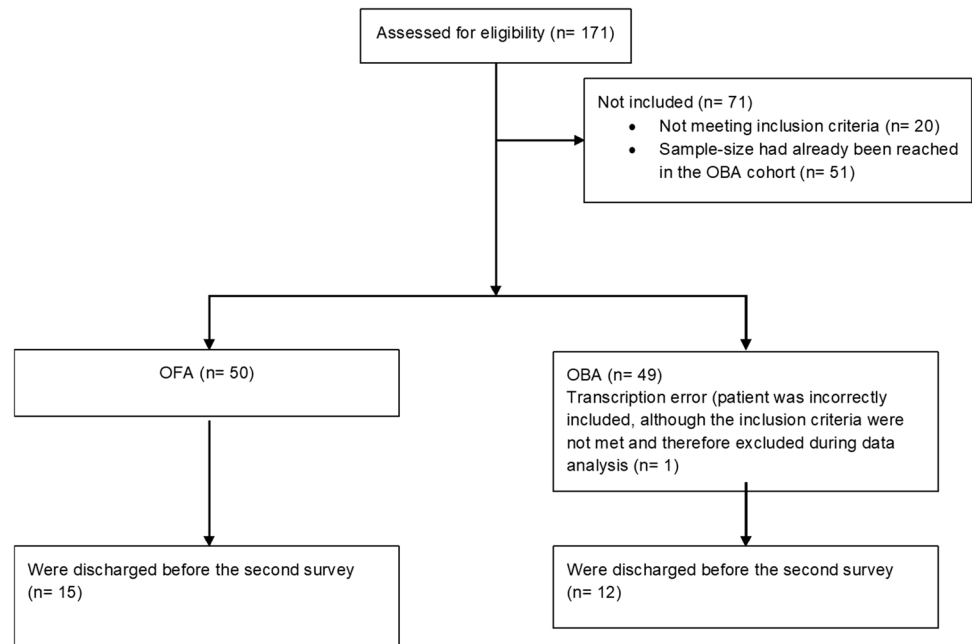 Assessed for eligibility (n= 171)
Not included (n= 71)
• Not meeting inclusion criteria (n= 20)
• Sample-size had already been reached
in the OBA cohort (n= 51)
OFA (n= 50)
OBA (n= 49)
Transcription error (patient was incorrectly
included, although the inclusion criteria were
not met and therefore excluded during data
analysis (n= 1)
Were discharged before the second survey
(n= 15)
Were discharged before the second survey
(n= 12)